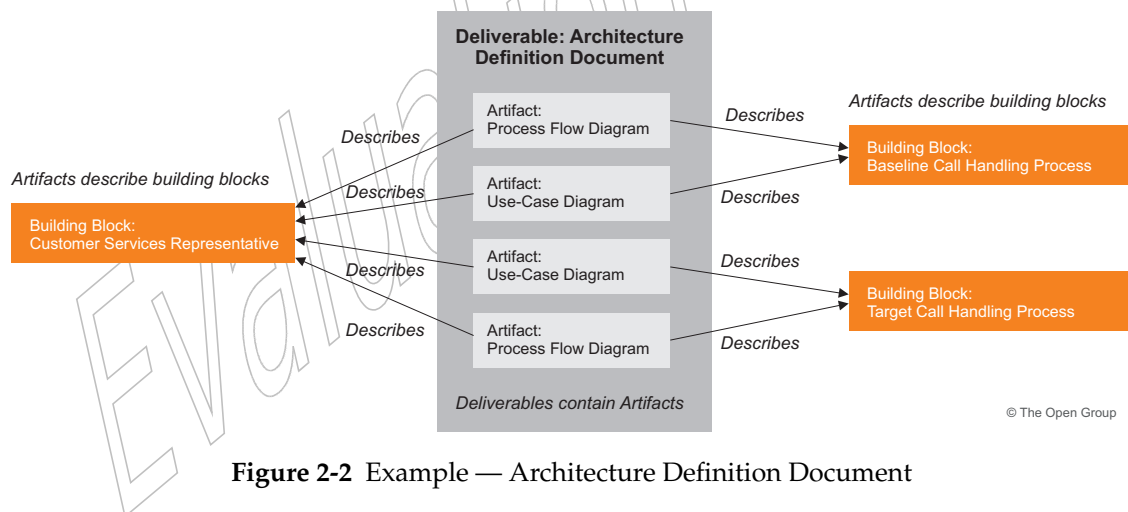 Deliverable: Architecture
Definition Document
Artifact:
Process Flow Diagram
Artifact:
Use-Case Diagram
Artifact:
Use-Case Diagram
Artifact:
Process Flow Diagram
Deliverables contain Artifacts
Artifacts describe building blocks
Building Block:
Customer Services Representative
Describes
Describes
Describes
Describes
Artifacts describe building blocks
Describes
Building Block:
Baseline Call Handling Process
Describes
Describes
Building Block:
Target Call Handling Process
Describes
© The Open Group
Figure 2-2 Example — Architecture Definition Document